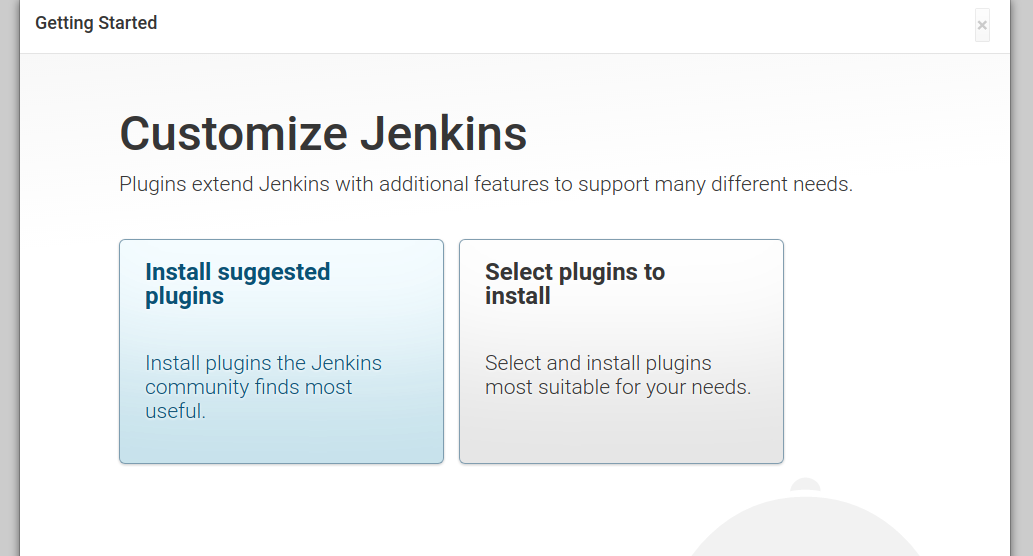 Getting Started
×
Customize Jenkins
Plugins extend Jenkins with additional features to support many different needs.
Install suggested
plugins
Install plugins the Jenkins
community finds most
useful.
Select plugins to
install
Select and install plugins
most suitable for your needs.